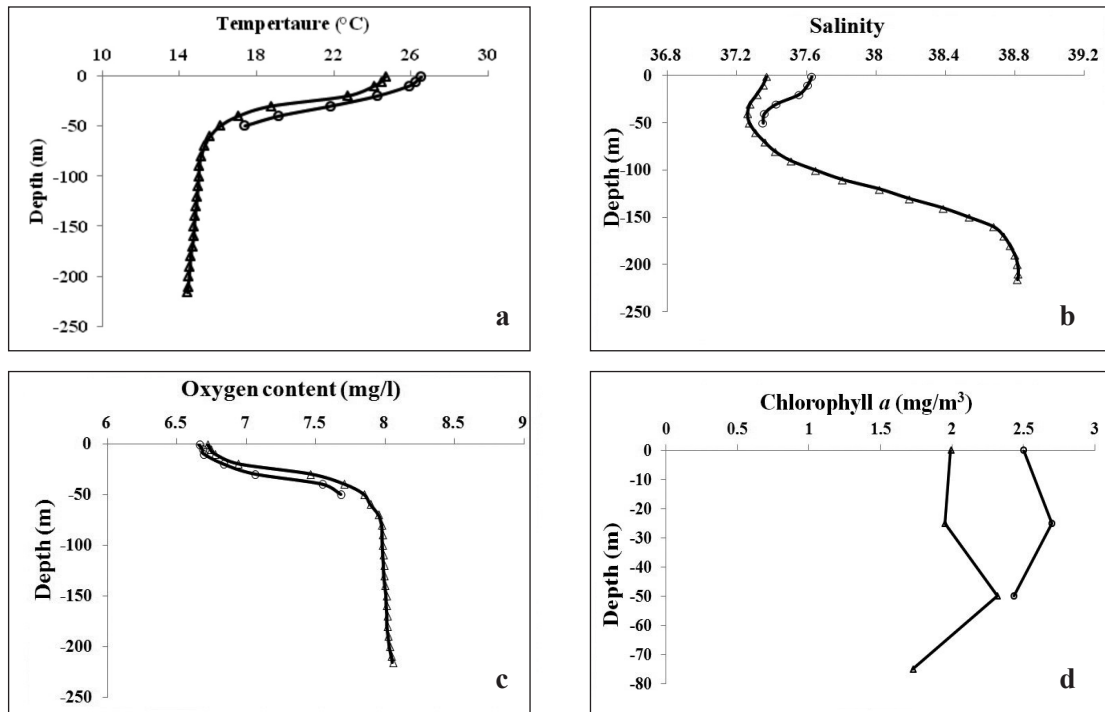 Tempertaure (°C)
10 14 18 22 26 30
0
-50
-100
-150
-200
-250
Depth (m)
a
Salinity
36.8 37.2 37.6 38 38.4 38.8 39.2
0
-50
-100
-150
-200
-250
Depth (m)
b
Oxygen content (mg/l)
6 6.5 7 7.5 8 8.5 9
0
-50
-100
-150
-200
-250
Depth (m)
c
Chlorophyll a (mg/m³)
0 0.5 1 1.5 2 2.5 3
0
-10
-20
-30
-40
-50
-60
-70
-80
Depth (m)
d